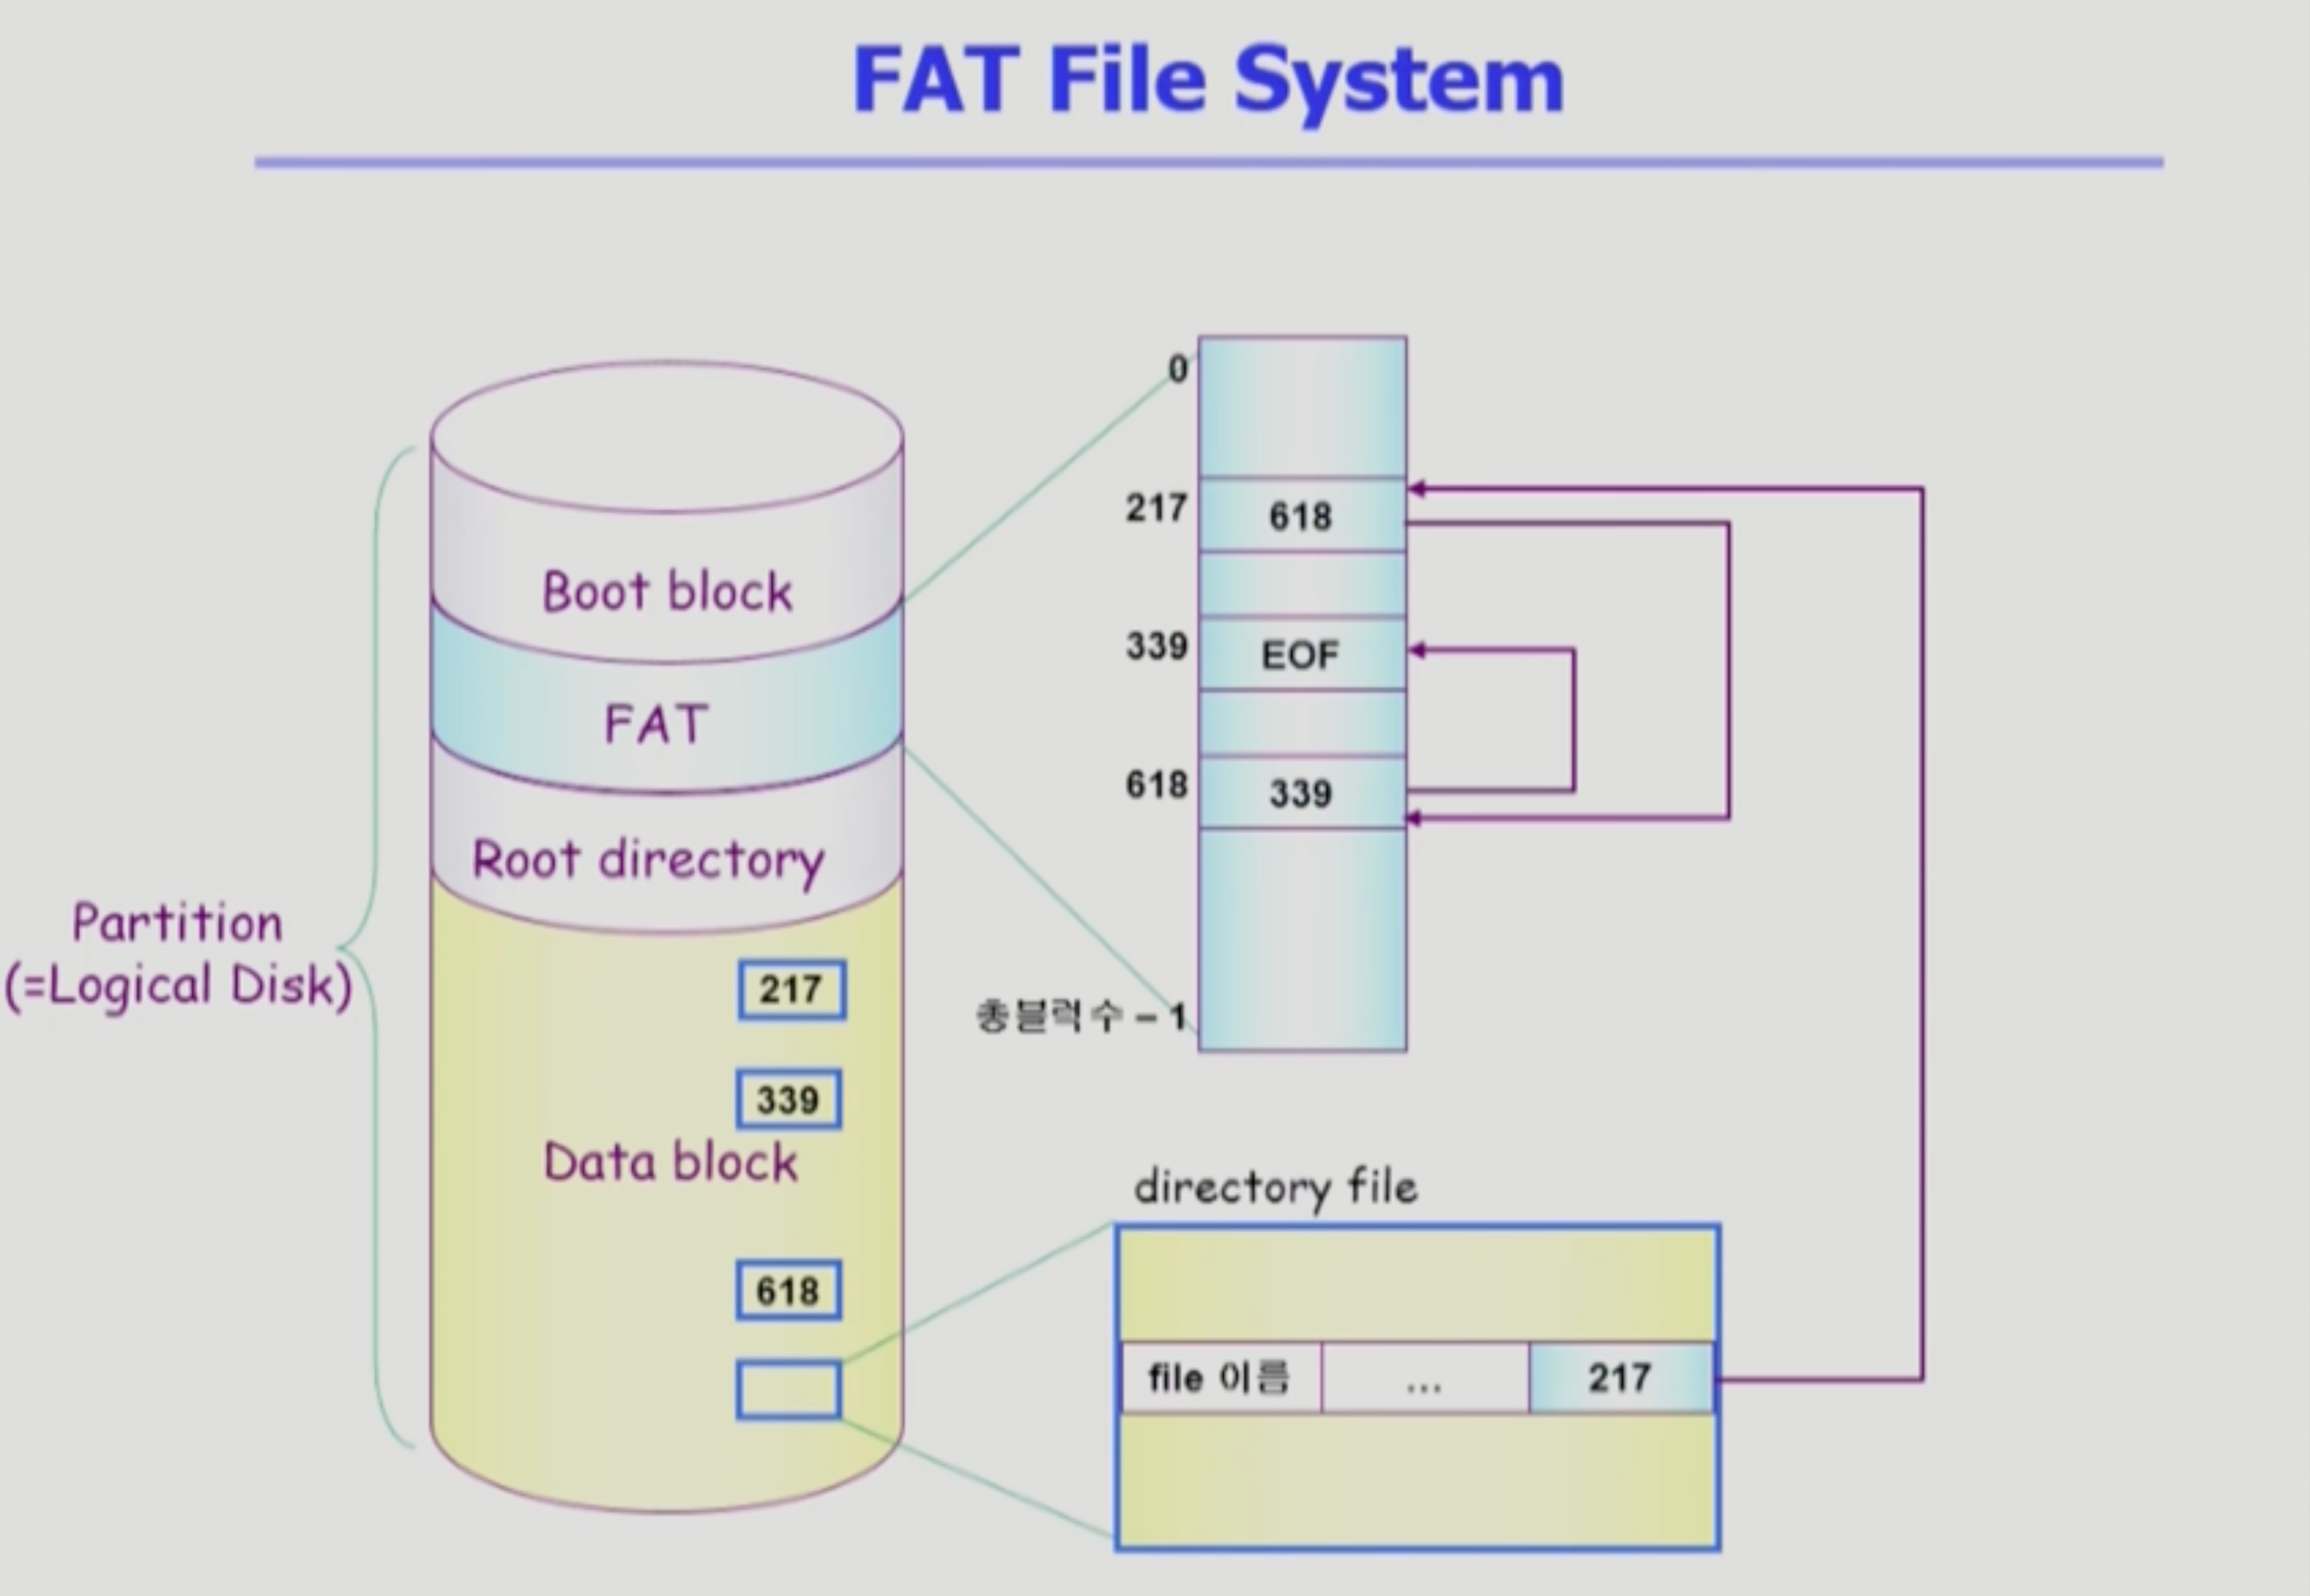 FAT File System
Boot block
FAT
Root directory
Partition
(=Logical Disk)
217
339
Data block
618
0
217
618
339
EOF
618
339
총블럭수 – 1
directory file
file 이름
...
217